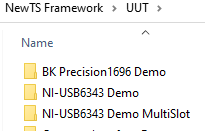 NewTS Framework > UUT >
Name
BK Precision1696 Demo
NI-USB6343 Demo
NI-USB6343 Demo MultiSlot